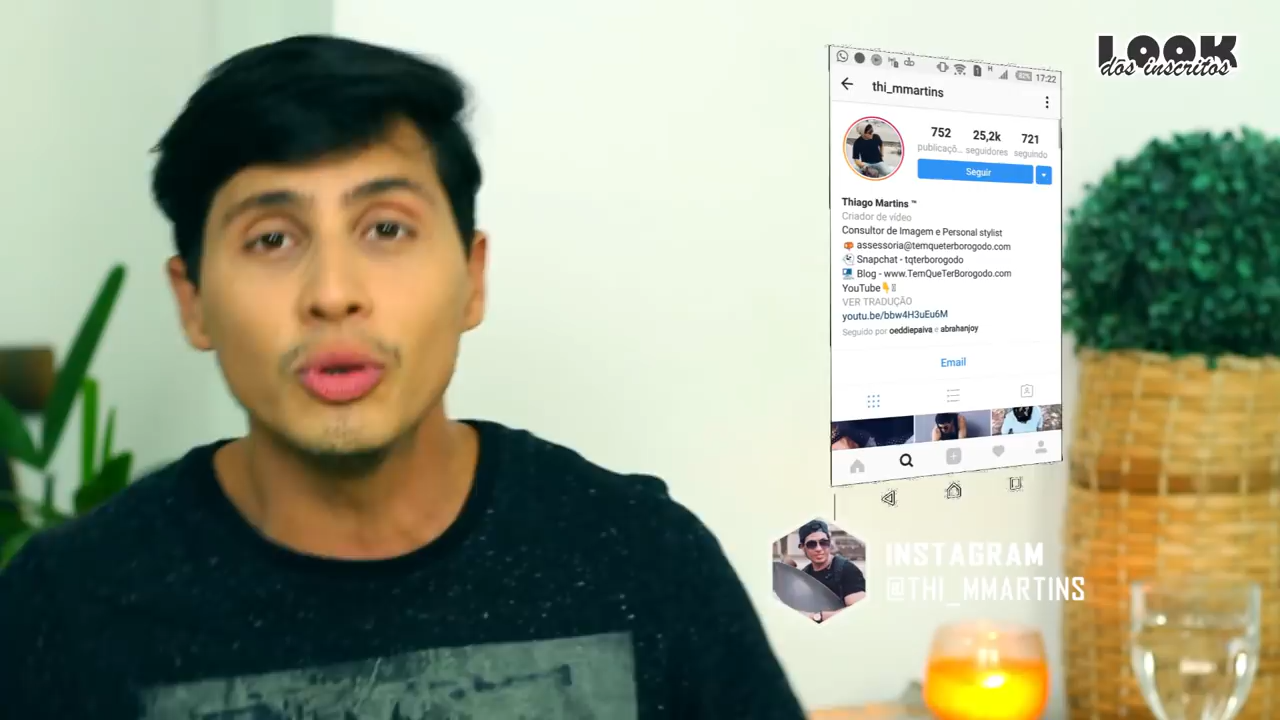 LOOK
dos inscritos
17:22
thi_mmartins
752 25,2k 721
publicaçõ... seguidores seguindo
Seguir
Thiago Martins ™
Criador de vídeo
Consultor de Imagem e Personal stylist
assessoria@temqueterborogodo.com
Snapchat - tqterborogodo
Blog - www.TemQueTerBorogodo.com
YouTube
VER TRADUÇÃO
youtu.be/bbw4H3uEu6M
Seguido por oeddiepaiva e abrahanjoy
Email
INSTAGRAM
@THI_MMARTINS